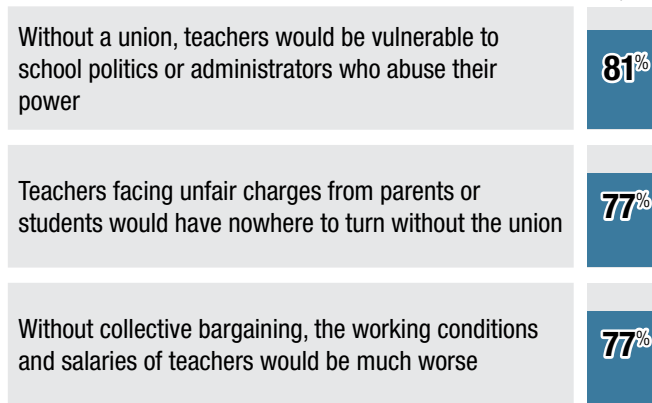 Without a union, teachers would be vulnerable to
school politics or administrators who abuse their
power
81%
Teachers facing unfair charges from parents or
students would have nowhere to turn without the union
77%
Without collective bargaining, the working conditions
and salaries of teachers would be much worse
77%